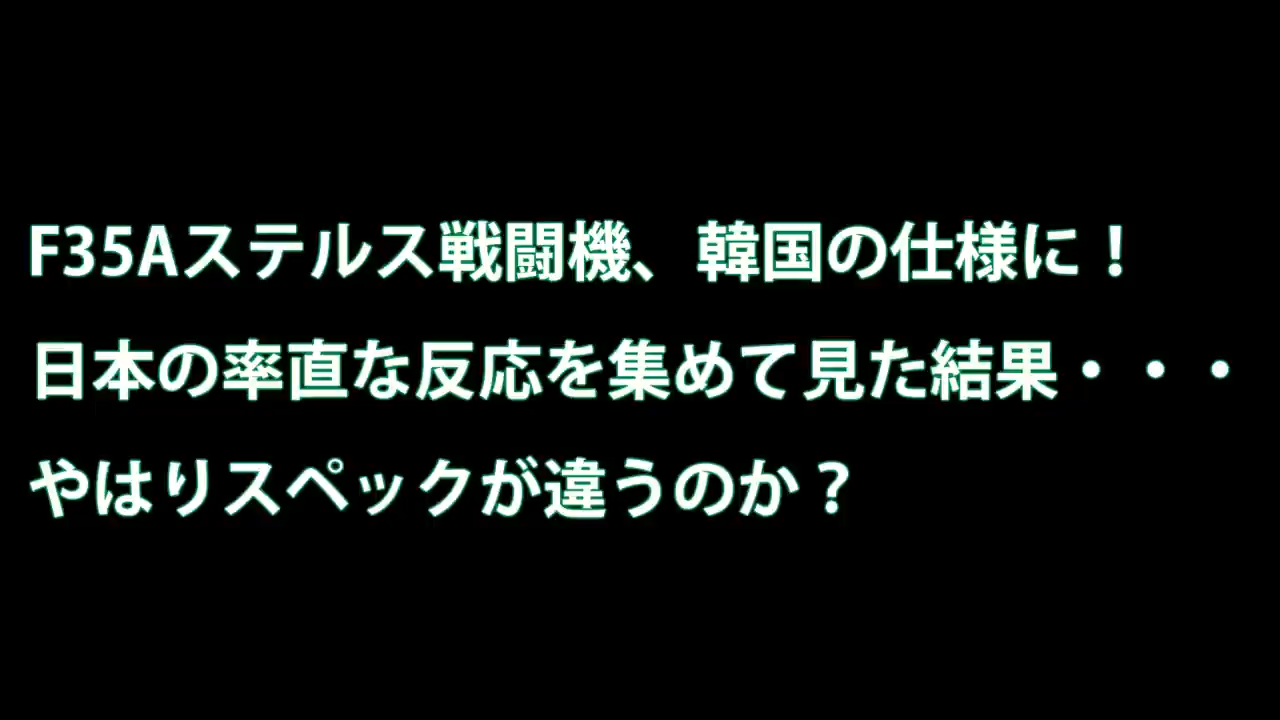 F35Aステルス戦闘機、韓国の仕様に！
日本の率直な反応を集めて見た結果・・・
やはりスペックが違うのか？